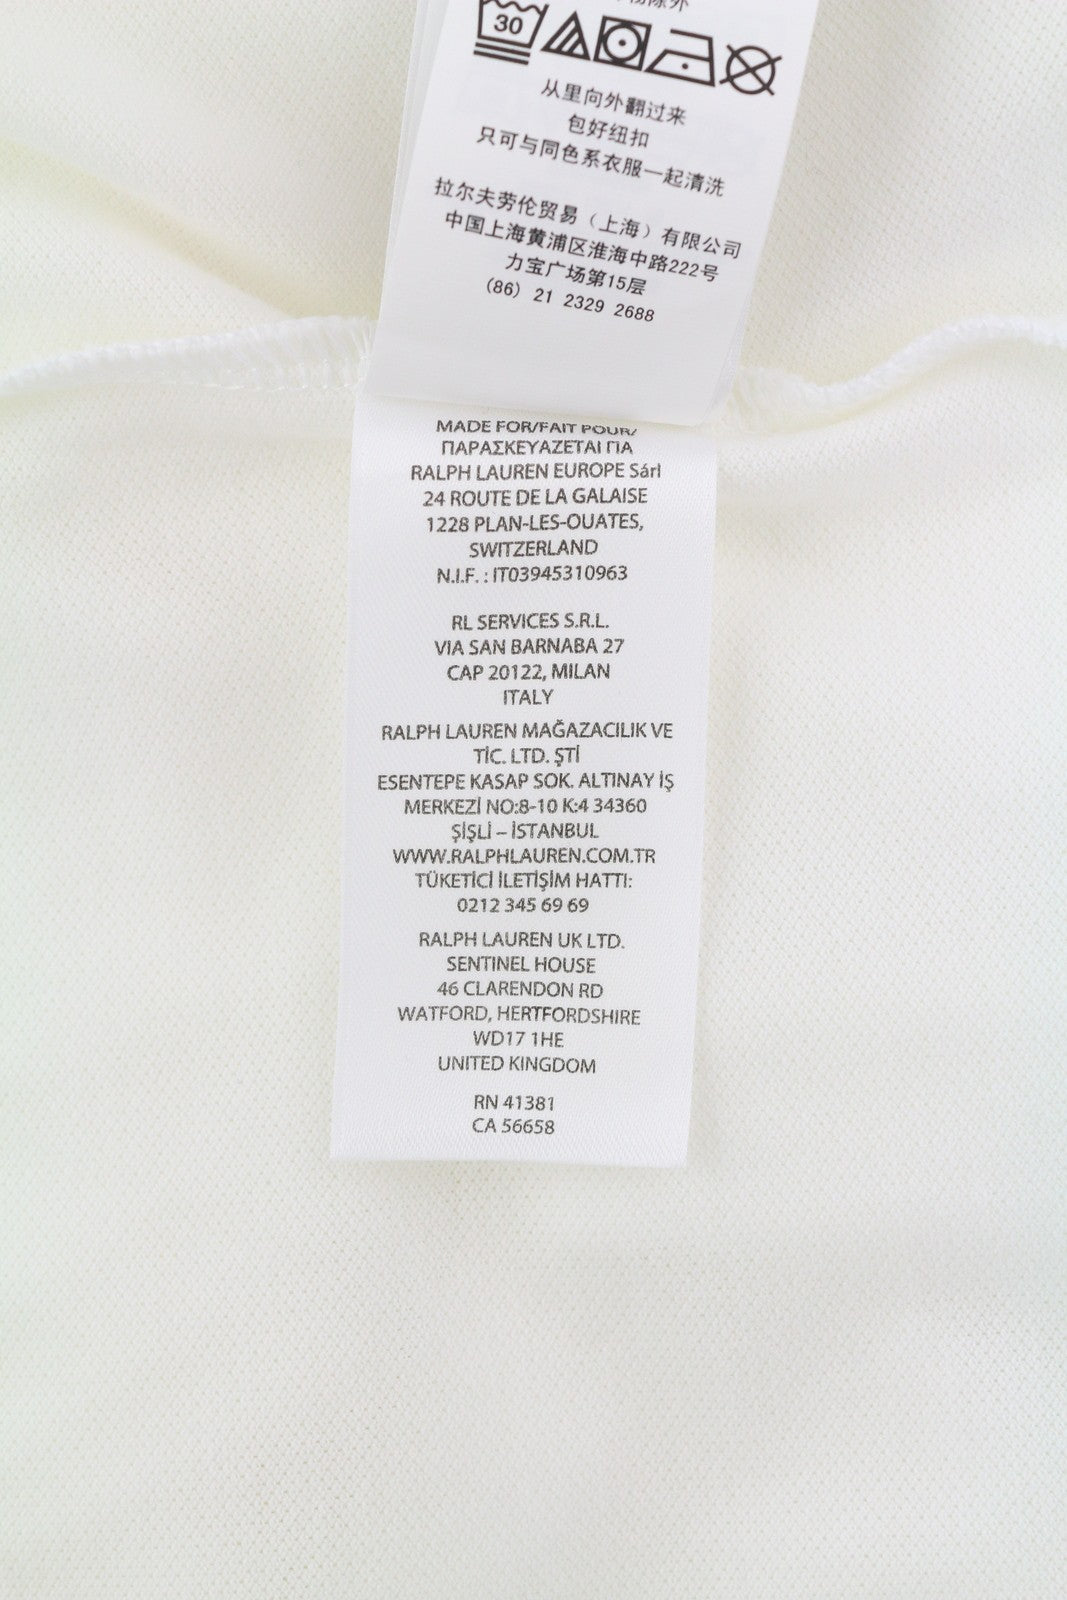 30
从里向外翻过来
包好纽扣
只可与同色系衣服一起清洗
拉尔夫劳伦贸易（上海）有限公司
中国上海黄浦区淮海中路222号
力宝广场第15层
(86) 21 2329 2688
MADE FOR/FAIT POUR/
ΠΑΡΑΣΚΕΥΑΖΕΤΑΙ ΓΙΑ
RALPH LAUREN EUROPE Sárl
24 ROUTE DE LA GALAISE
1228 PLAN-LES-OUATES,
SWITZERLAND
N.I.F. : IT03945310963
RL SERVICES S.R.L.
VIA SAN BARNABA 27
CAP 20122, MILAN
ITALY
RALPH LAUREN MAĞAZACILIK VE
TİC. LTD. ŞTİ
ESENTEPE KASAP SOK. ALTINAY İŞ
MERKEZİ NO:8-10 K:4 34360
ŞİŞLİ – İSTANBUL
WWW.RALPHLAUREN.COM.TR
TÜKETİCİ İLETİŞİM HATTI:
0212 345 69 69
RALPH LAUREN UK LTD.
SENTINEL HOUSE
46 CLARENDON RD
WATFORD, HERTFORDSHIRE
WD17 1HE
UNITED KINGDOM
RN 41381
CA 56658